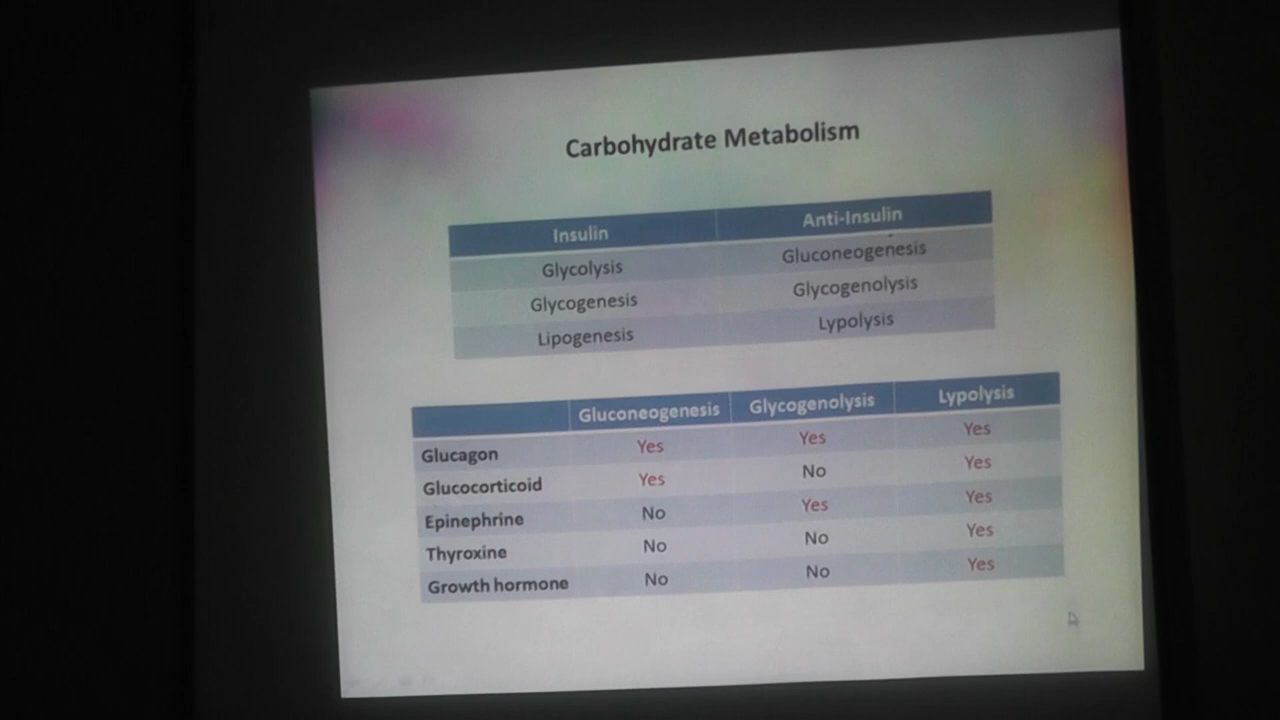 Carbohydrate Metabolism
Insulin Anti-Insulin
Glycolysis Gluconeogenesis
Glycogenesis Glycogenolysis
Lipogenesis Lypolysis
Gluconeogenesis Glycogenolysis Lypolysis
Glucagon Yes Yes Yes
Glucocorticoid Yes No Yes
Epinephrine No Yes Yes
Thyroxine No No Yes
Growth hormone No No Yes